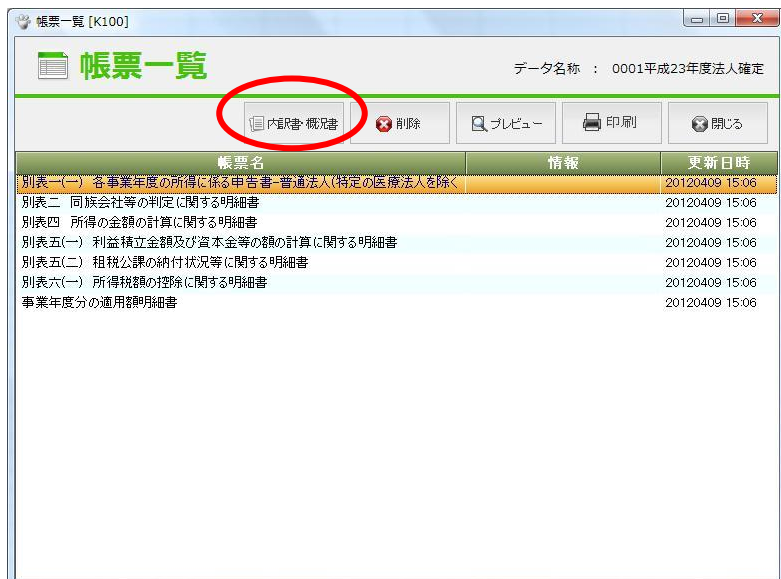 帳票一覧 [K100]
帳票一覧
データ名称 : 0001平成23年度法人確定
内訳書・概況書 削除 プレビュー 印刷 閉じる
帳票名 情報 更新日時
別表一(一) 各事業年度の所得に係る申告書-普通法人(特定の医療法人を除く 20120409 15:06
別表二 同族会社等の判定に関する明細書 20120409 15:06
別表四 所得の金額の計算に関する明細書 20120409 15:06
別表五(一) 利益積立金額及び資本金等の額の計算に関する明細書 20120409 15:06
別表五(二) 租税公課の納付状況等に関する明細書 20120409 15:06
別表六(一) 所得税額の控除に関する明細書 20120409 15:06
事業年度分の適用額明細書 20120409 15:06